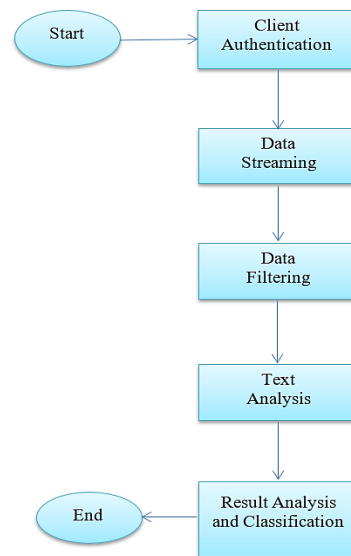 Start
Client
Authentication
Data
Streaming
Data
Filtering
Text
Analysis
Result Analysis
and Classification
End